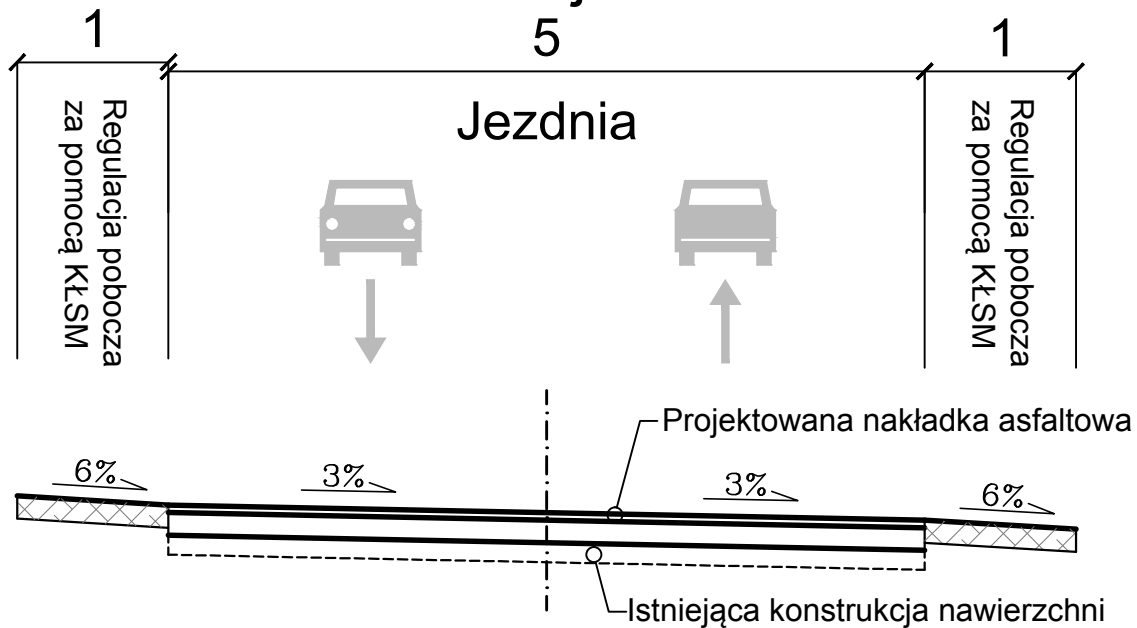 1
5
1
Regulacja pobocza
za pomocą KŁSM
Jezdnia
Regulacja pobocza
za pomocą KŁSM
Projektowana nakładka asfaltowa
6%
3%
3%
6%
Istniejąca konstrukcja nawierzchni